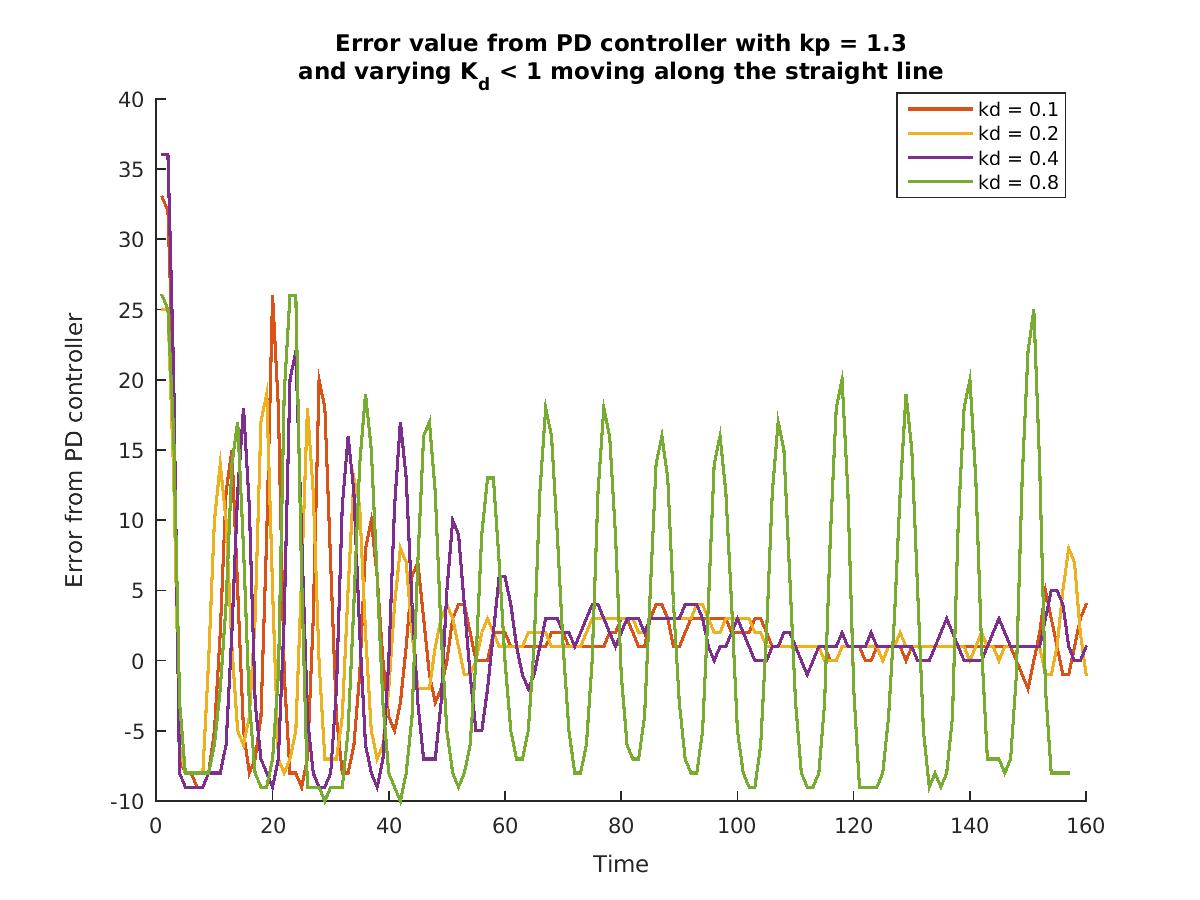 Error value from PD controller with kp = 1.3
and varying K_d < 1 moving along the straight line
40
35
30
25
20
15
10
5
0
-5
-10
Error from PD controller
kd = 0.1
kd = 0.2
kd = 0.4
kd = 0.8
0 20 40 60 80 100 120 140 160
Time